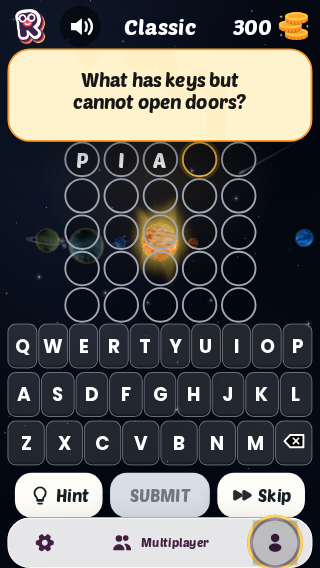 R
Classic
300
What has keys but
cannot open doors?
P I A
Q W E R T Y U I O P
A S D F G H J K L
Z X C V B N M
Hint SUBMIT Skip
Multiplayer